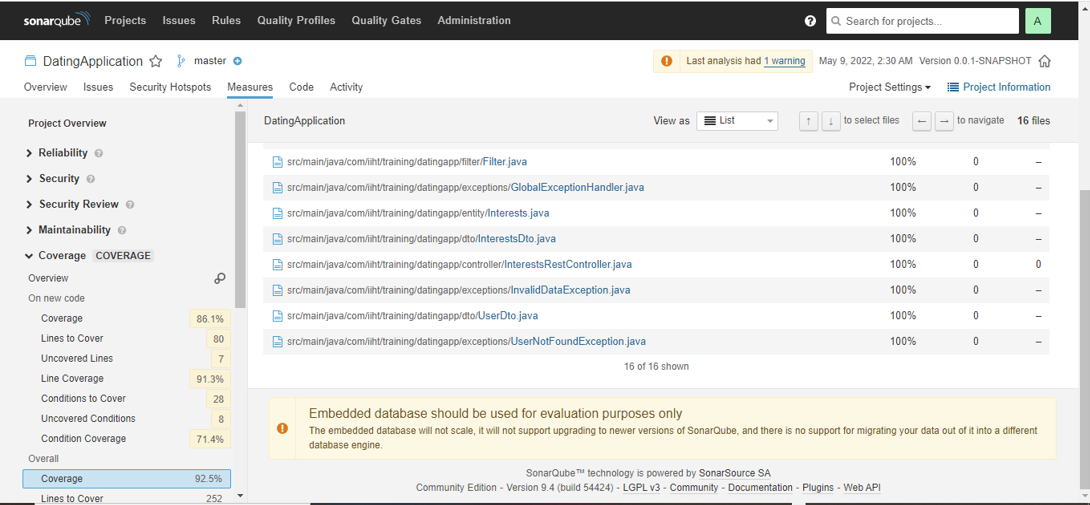 sonarqube Projects Issues Rules Quality Profiles Quality Gates Administration ? Search for projects... A
DatingApplication master Last analysis had 1 warning May 9, 2022, 2:30 AM Version 0.0.1-SNAPSHOT
Overview Issues Security Hotspots Measures Code Activity Project Settings Project Information
Project Overview
Reliability ?
Security ?
Security Review ?
Maintainability ?
Coverage COVERAGE
Overview
On new code
Coverage 86.1%
Lines to Cover 80
Uncovered Lines 7
Line Coverage 91.3%
Conditions to Cover 28
Uncovered Conditions 8
Condition Coverage 71.4%
Overall
Coverage 92.5%
Lines to Cover 252
DatingApplication View as List ↑ ↓ to select files ← → to navigate 16 files
src/main/java/com/iiht/training/datingapp/filter/Filter.java 100% 0 –
src/main/java/com/iiht/training/datingapp/exceptions/GlobalExceptionHandler.java 100% 0 –
src/main/java/com/iiht/training/datingapp/entity/Interests.java 100% 0 –
src/main/java/com/iiht/training/datingapp/dto/InterestsDto.java 100% 0 –
src/main/java/com/iiht/training/datingapp/controller/InterestsRestController.java 100% 0 0
src/main/java/com/iiht/training/datingapp/exceptions/InvalidDataException.java 100% 0 –
src/main/java/com/iiht/training/datingapp/dto/UserDto.java 100% 0 –
src/main/java/com/iiht/training/datingapp/exceptions/UserNotFoundException.java 100% 0 –
16 of 16 shown
Embedded database should be used for evaluation purposes only
The embedded database will not scale, it will not support upgrading to newer versions of SonarQube, and there is no support for migrating your data out of it into a different
database engine.
SonarQube™ technology is powered by SonarSource SA
Community Edition - Version 9.4 (build 54424) - LGPL v3 - Community - Documentation - Plugins - Web API